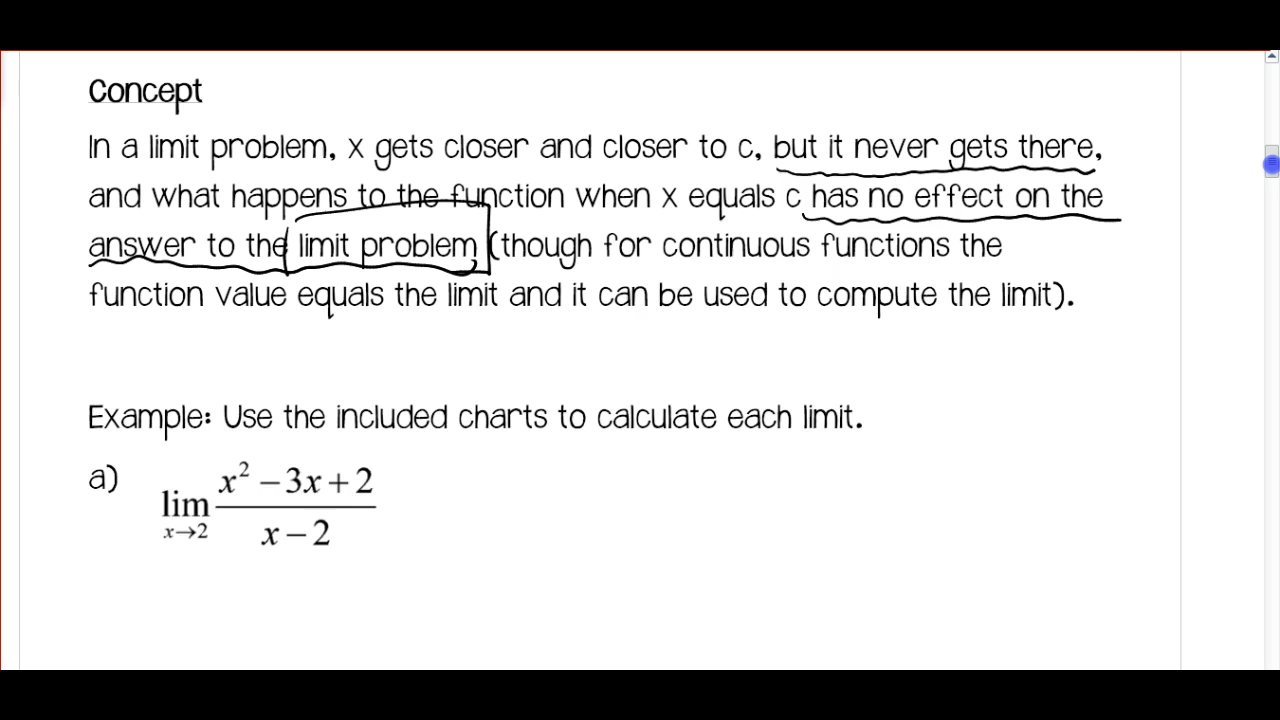 Concept
In a limit problem, x gets closer and closer to c, but it never gets there,
and what happens to the function when x equals c has no effect on the
answer to the limit problem (though for continuous functions the
function value equals the limit and it can be used to compute the limit).
Example: Use the included charts to calculate each limit.
a) lim x→2 (x² − 3x + 2)/(x − 2)